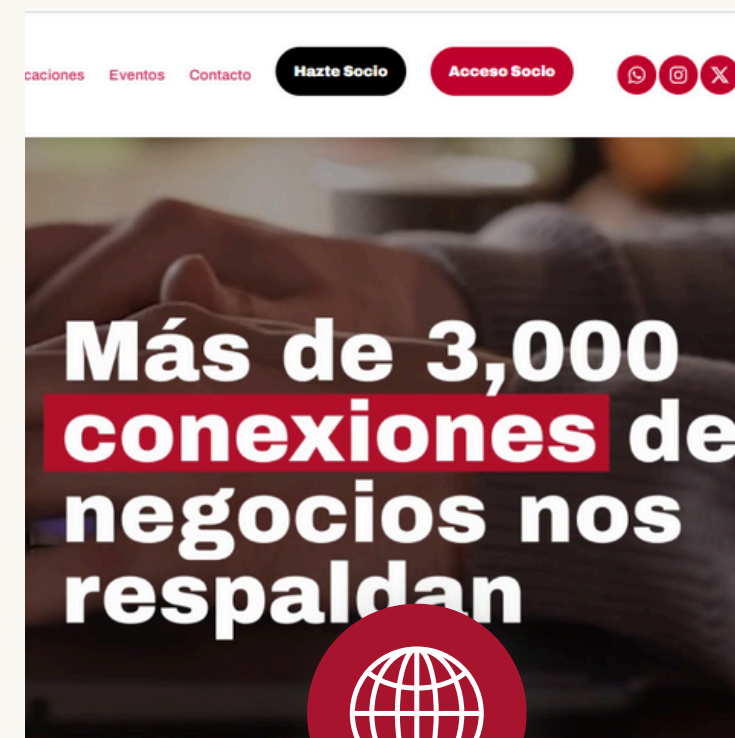 caciones Eventos Contacto Hazte Socio Acceso Socio
Más de 3,000
conexiones de
negocios nos
respaldan